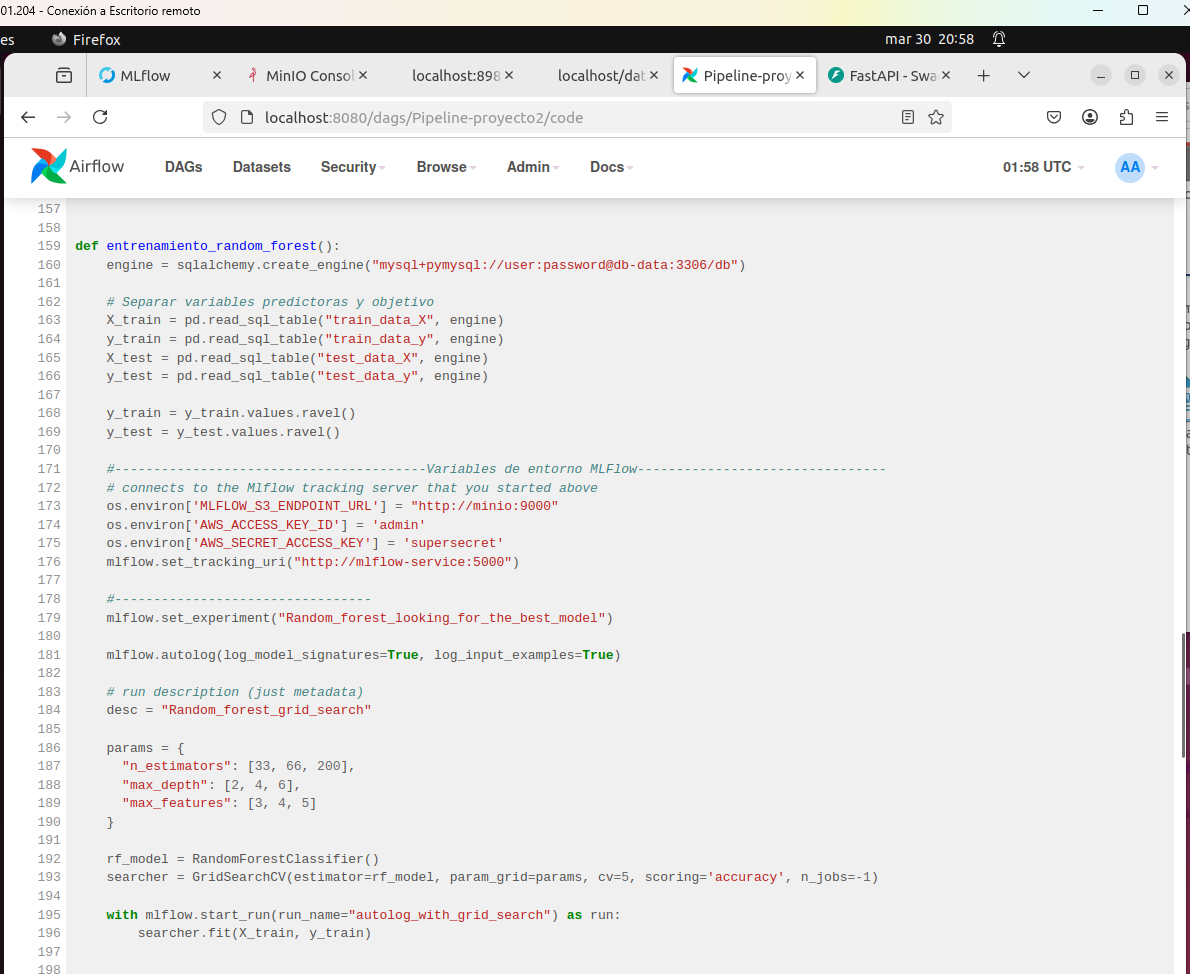 01.204 - Conexión a Escritorio remoto
es Firefox mar 30 20:58
MLflow MinIO Consol localhost:898 localhost/dat Pipeline-proy FastAPI - Swa
localhost:8080/dags/Pipeline-proyecto2/code
Airflow DAGs Datasets Security Browse Admin Docs 01:58 UTC AA
157
158
159 def entrenamiento_random_forest():
160     engine = sqlalchemy.create_engine("mysql+pymysql://user:password@db-data:3306/db")
161
162     # Separar variables predictoras y objetivo
163     X_train = pd.read_sql_table("train_data_X", engine)
164     y_train = pd.read_sql_table("train_data_y", engine)
165     X_test = pd.read_sql_table("test_data_X", engine)
166     y_test = pd.read_sql_table("test_data_y", engine)
167
168     y_train = y_train.values.ravel()
169     y_test = y_test.values.ravel()
170
171     #----------------------------------------Variables de entorno MLFlow--------------------------------
172     # connects to the Mlflow tracking server that you started above
173     os.environ['MLFLOW_S3_ENDPOINT_URL'] = "http://minio:9000"
174     os.environ['AWS_ACCESS_KEY_ID'] = 'admin'
175     os.environ['AWS_SECRET_ACCESS_KEY'] = 'supersecret'
176     mlflow.set_tracking_uri("http://mlflow-service:5000")
177
178     #---------------------------------
179     mlflow.set_experiment("Random_forest_looking_for_the_best_model")
180
181     mlflow.autolog(log_model_signatures=True, log_input_examples=True)
182
183     # run description (just metadata)
184     desc = "Random_forest_grid_search"
185
186     params = {
187       "n_estimators": [33, 66, 200],
188       "max_depth": [2, 4, 6],
189       "max_features": [3, 4, 5]
190     }
191
192     rf_model = RandomForestClassifier()
193     searcher = GridSearchCV(estimator=rf_model, param_grid=params, cv=5, scoring='accuracy', n_jobs=-1)
194
195     with mlflow.start_run(run_name="autolog_with_grid_search") as run:
196         searcher.fit(X_train, y_train)
197
198